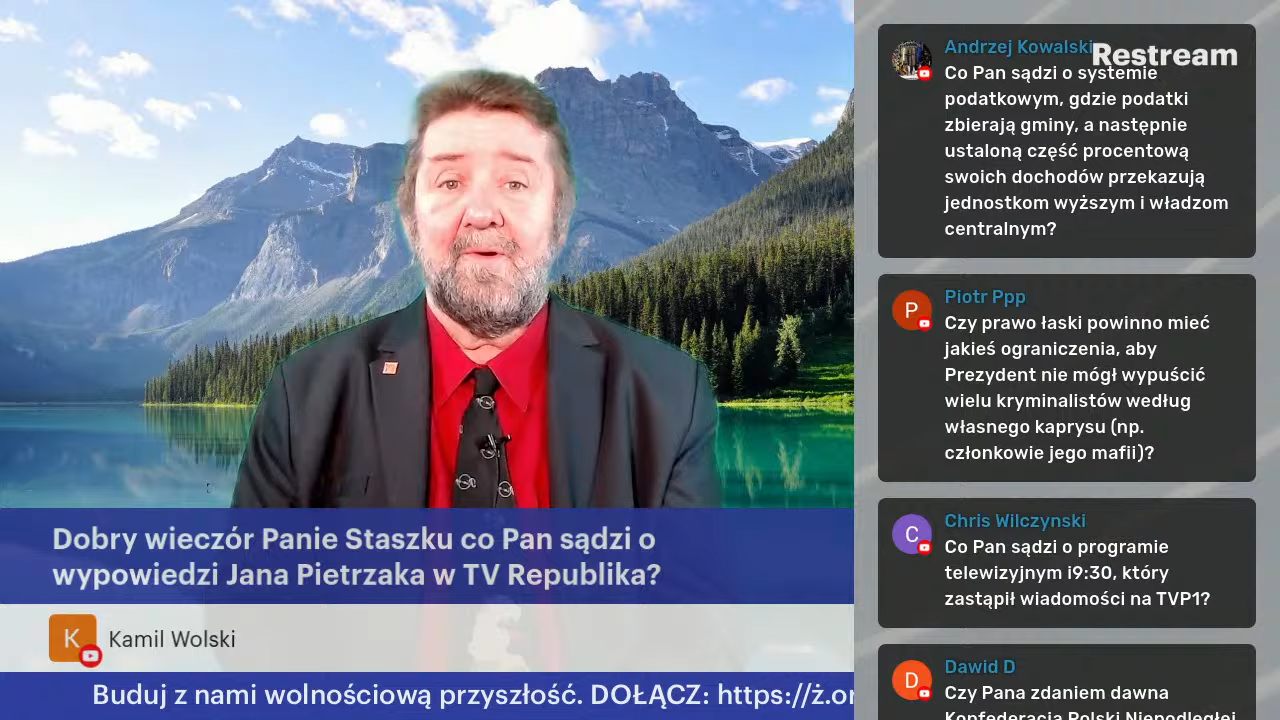 Dobry wieczór Panie Staszku co Pan sądzi o
wypowiedzi Jana Pietrzaka w TV Republika?
K
Kamil Wolski
Buduj z nami wolnościową przyszłość. DOŁĄCZ: https://ż.or
Restream
Andrzej Kowalski
Co Pan sądzi o systemie
podatkowym, gdzie podatki
zbierają gminy, a następnie
ustaloną część procentową
swoich dochodów przekazują
jednostkom wyższym i władzom
centralnym?
P
Piotr Ppp
Czy prawo łaski powinno mieć
jakieś ograniczenia, aby
Prezydent nie mógł wypuścić
wielu kryminalistów według
własnego kaprysu (np.
członkowie jego mafii)?
C
Chris Wilczynski
Co Pan sądzi o programie
telewizyjnym i9:30, który
zastąpił wiadomości na TVP1?
D
Dawid D
Czy Pana zdaniem dawna
Konfederacja Polski Niepodległej